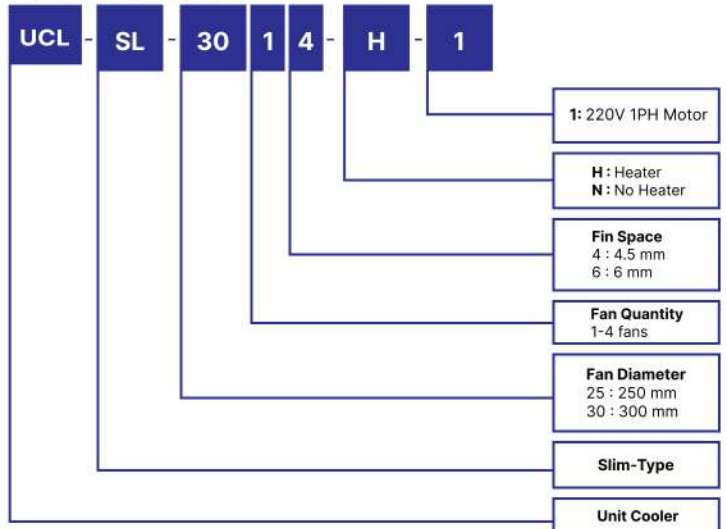 UCL - SL - 30 1 4 - H - 1
1: 220V 1PH Motor
H : Heater
N : No Heater
Fin Space
4 : 4.5 mm
6 : 6 mm
Fan Quantity
1-4 fans
Fan Diameter
25 : 250 mm
30 : 300 mm
Slim-Type
Unit Cooler